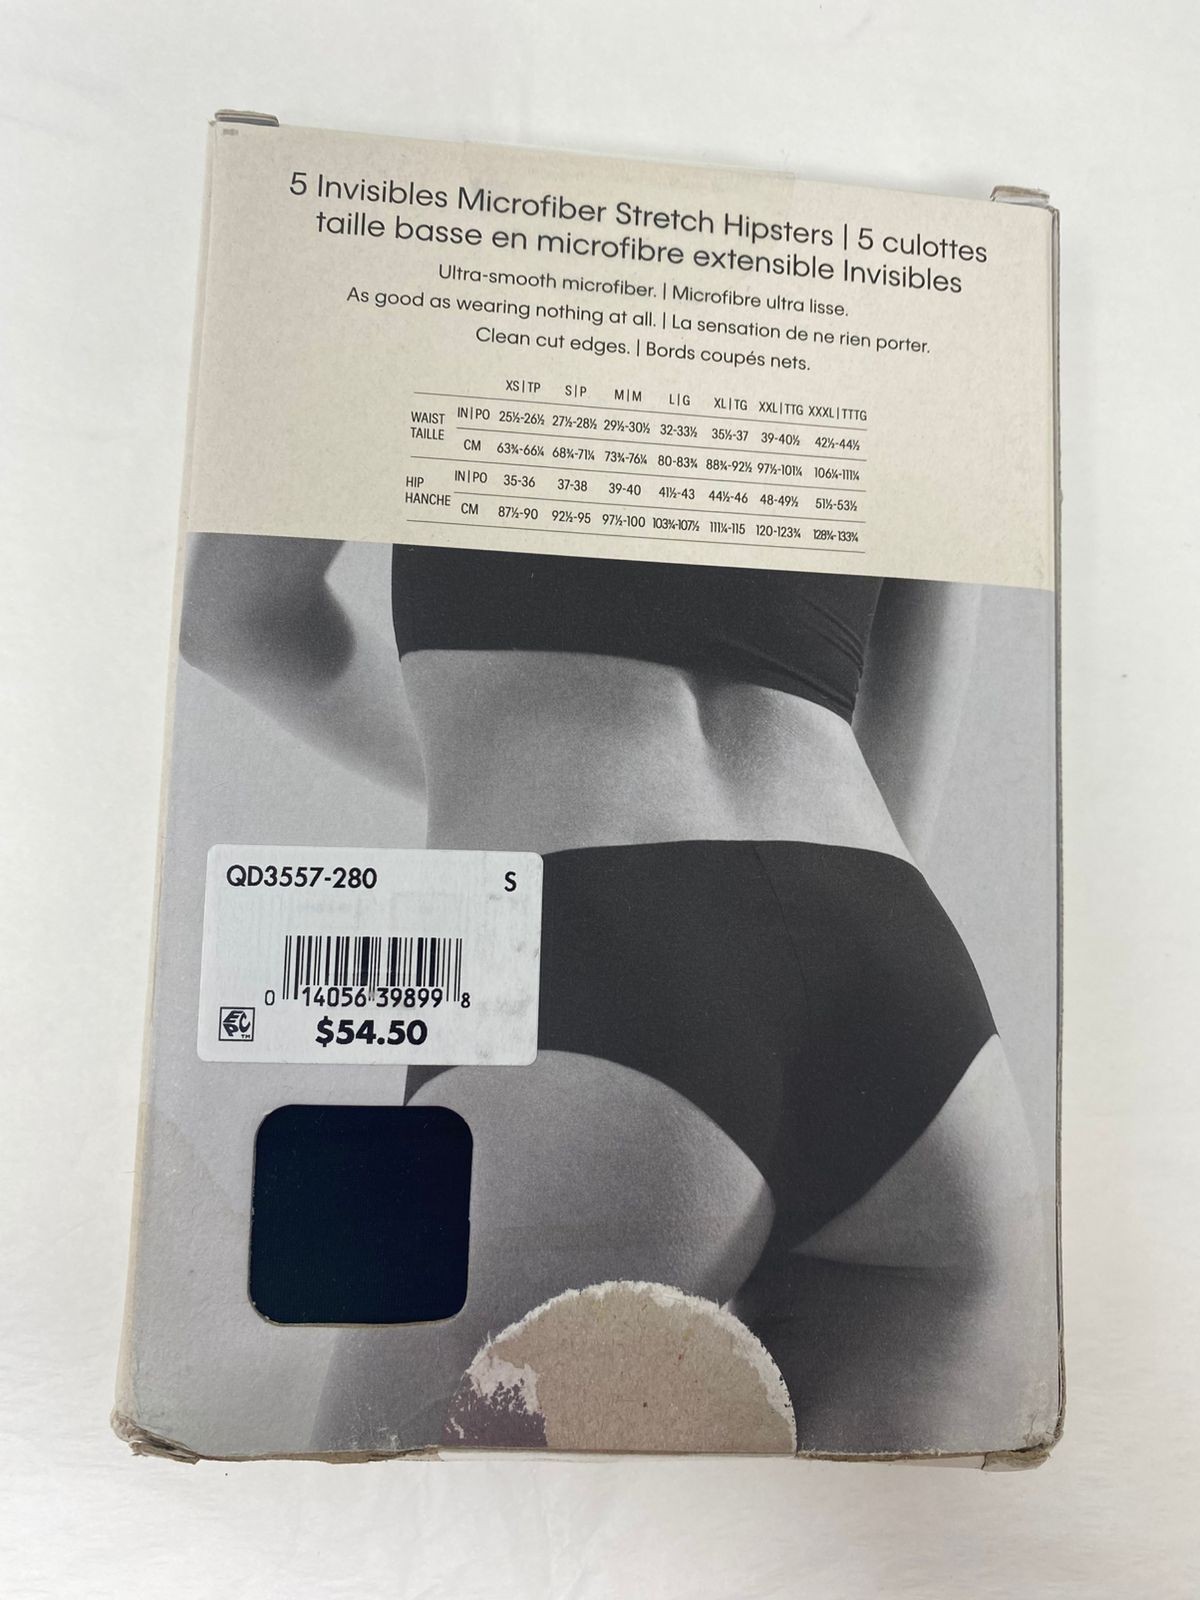 5 Invisibles Microfiber Stretch Hipsters | 5 culottes
taille basse en microfibre extensible Invisibles
Ultra-smooth microfiber. | Microfibre ultra lisse.
As good as wearing nothing at all. | La sensation de ne rien porter.
Clean cut edges. | Bords coupés nets.
XS|TP S|P M|M L|G XL|TG XXL|TTG XXXL|TTTG
WAIST TAILLE IN|PO 25½-26½ 27½-28½ 29½-30½ 32-33½ 35½-37 39-40½ 42½-44½
CM 63¾-66¼ 68¾-71¼ 73¾-76¼ 80-83¾ 88¾-92½ 97½-101¼ 106¼-111¼
HIP HANCHE IN|PO 35-36 37-38 39-40 41½-43 44½-46 48-49½ 51½-53½
CM 87½-90 92½-95 97½-100 103¾-107½ 111¼-115 120-123¾ 128¾-133¾
QD3557-280 S
0 14056 39899 8
EPC TM
$54.50